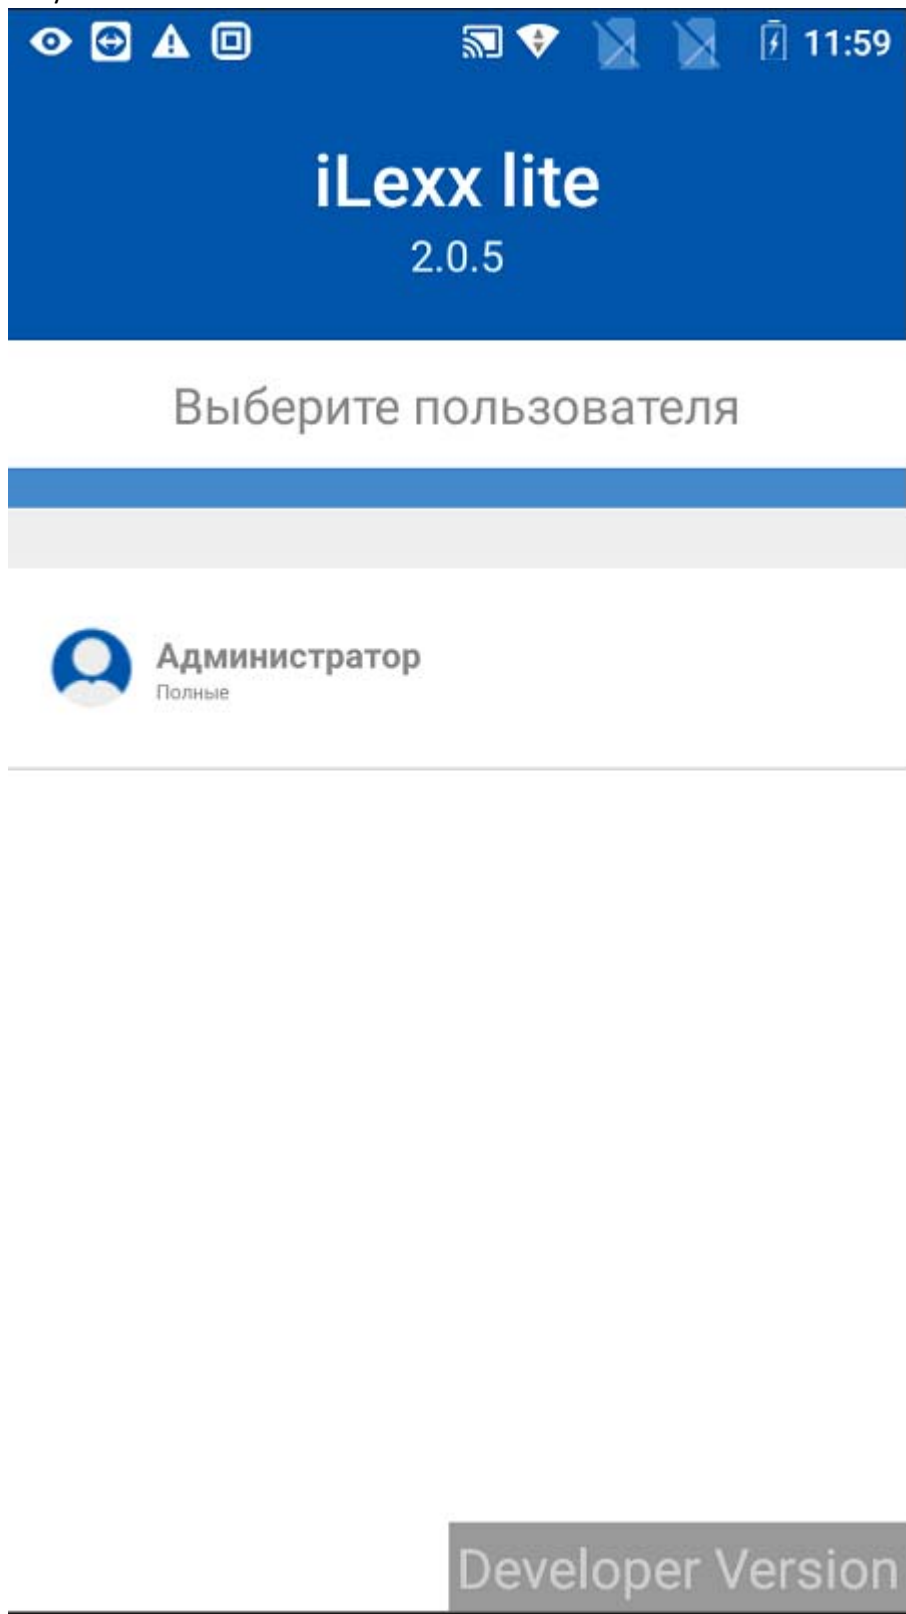 11:59
iLexx lite
2.0.5
Выберите пользователя
Администратор
Полные
Developer Version